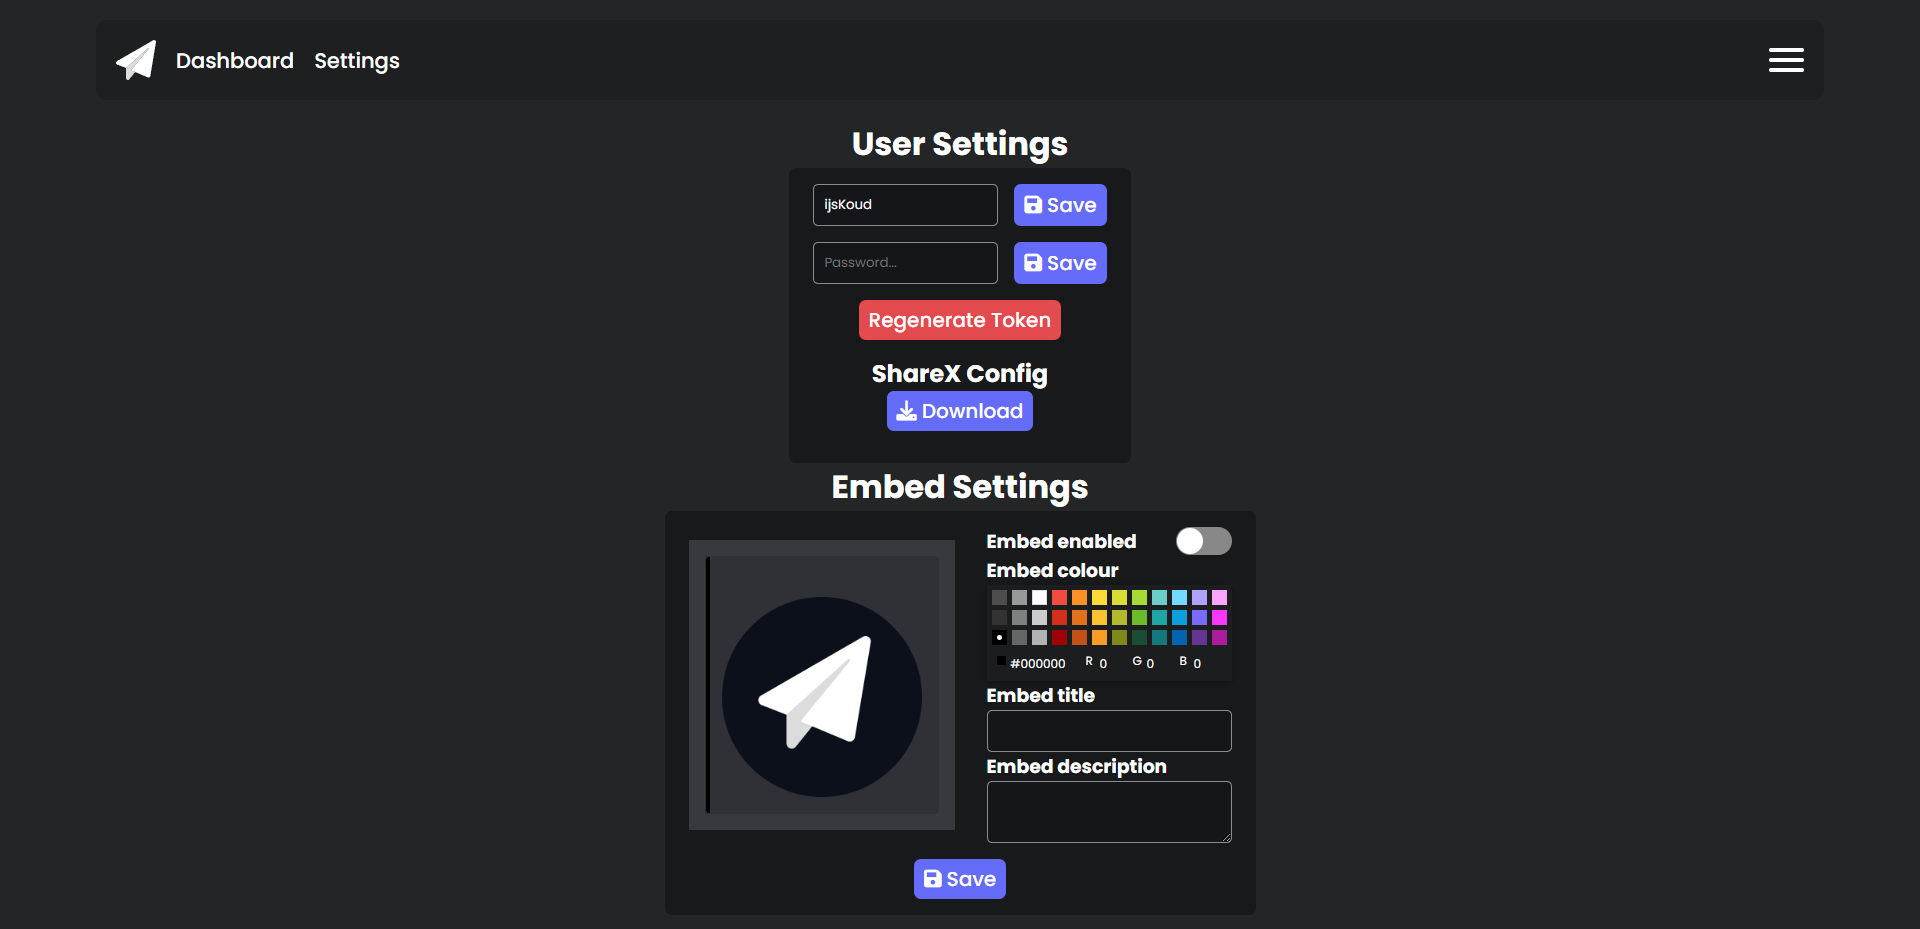 Dashboard Settings
User Settings
ijsKoud
Save
Password...
Save
Regenerate Token
ShareX Config
Download
Embed Settings
Embed enabled
Embed colour
#000000 R 0 G 0 B 0
Embed title
Embed description
Save